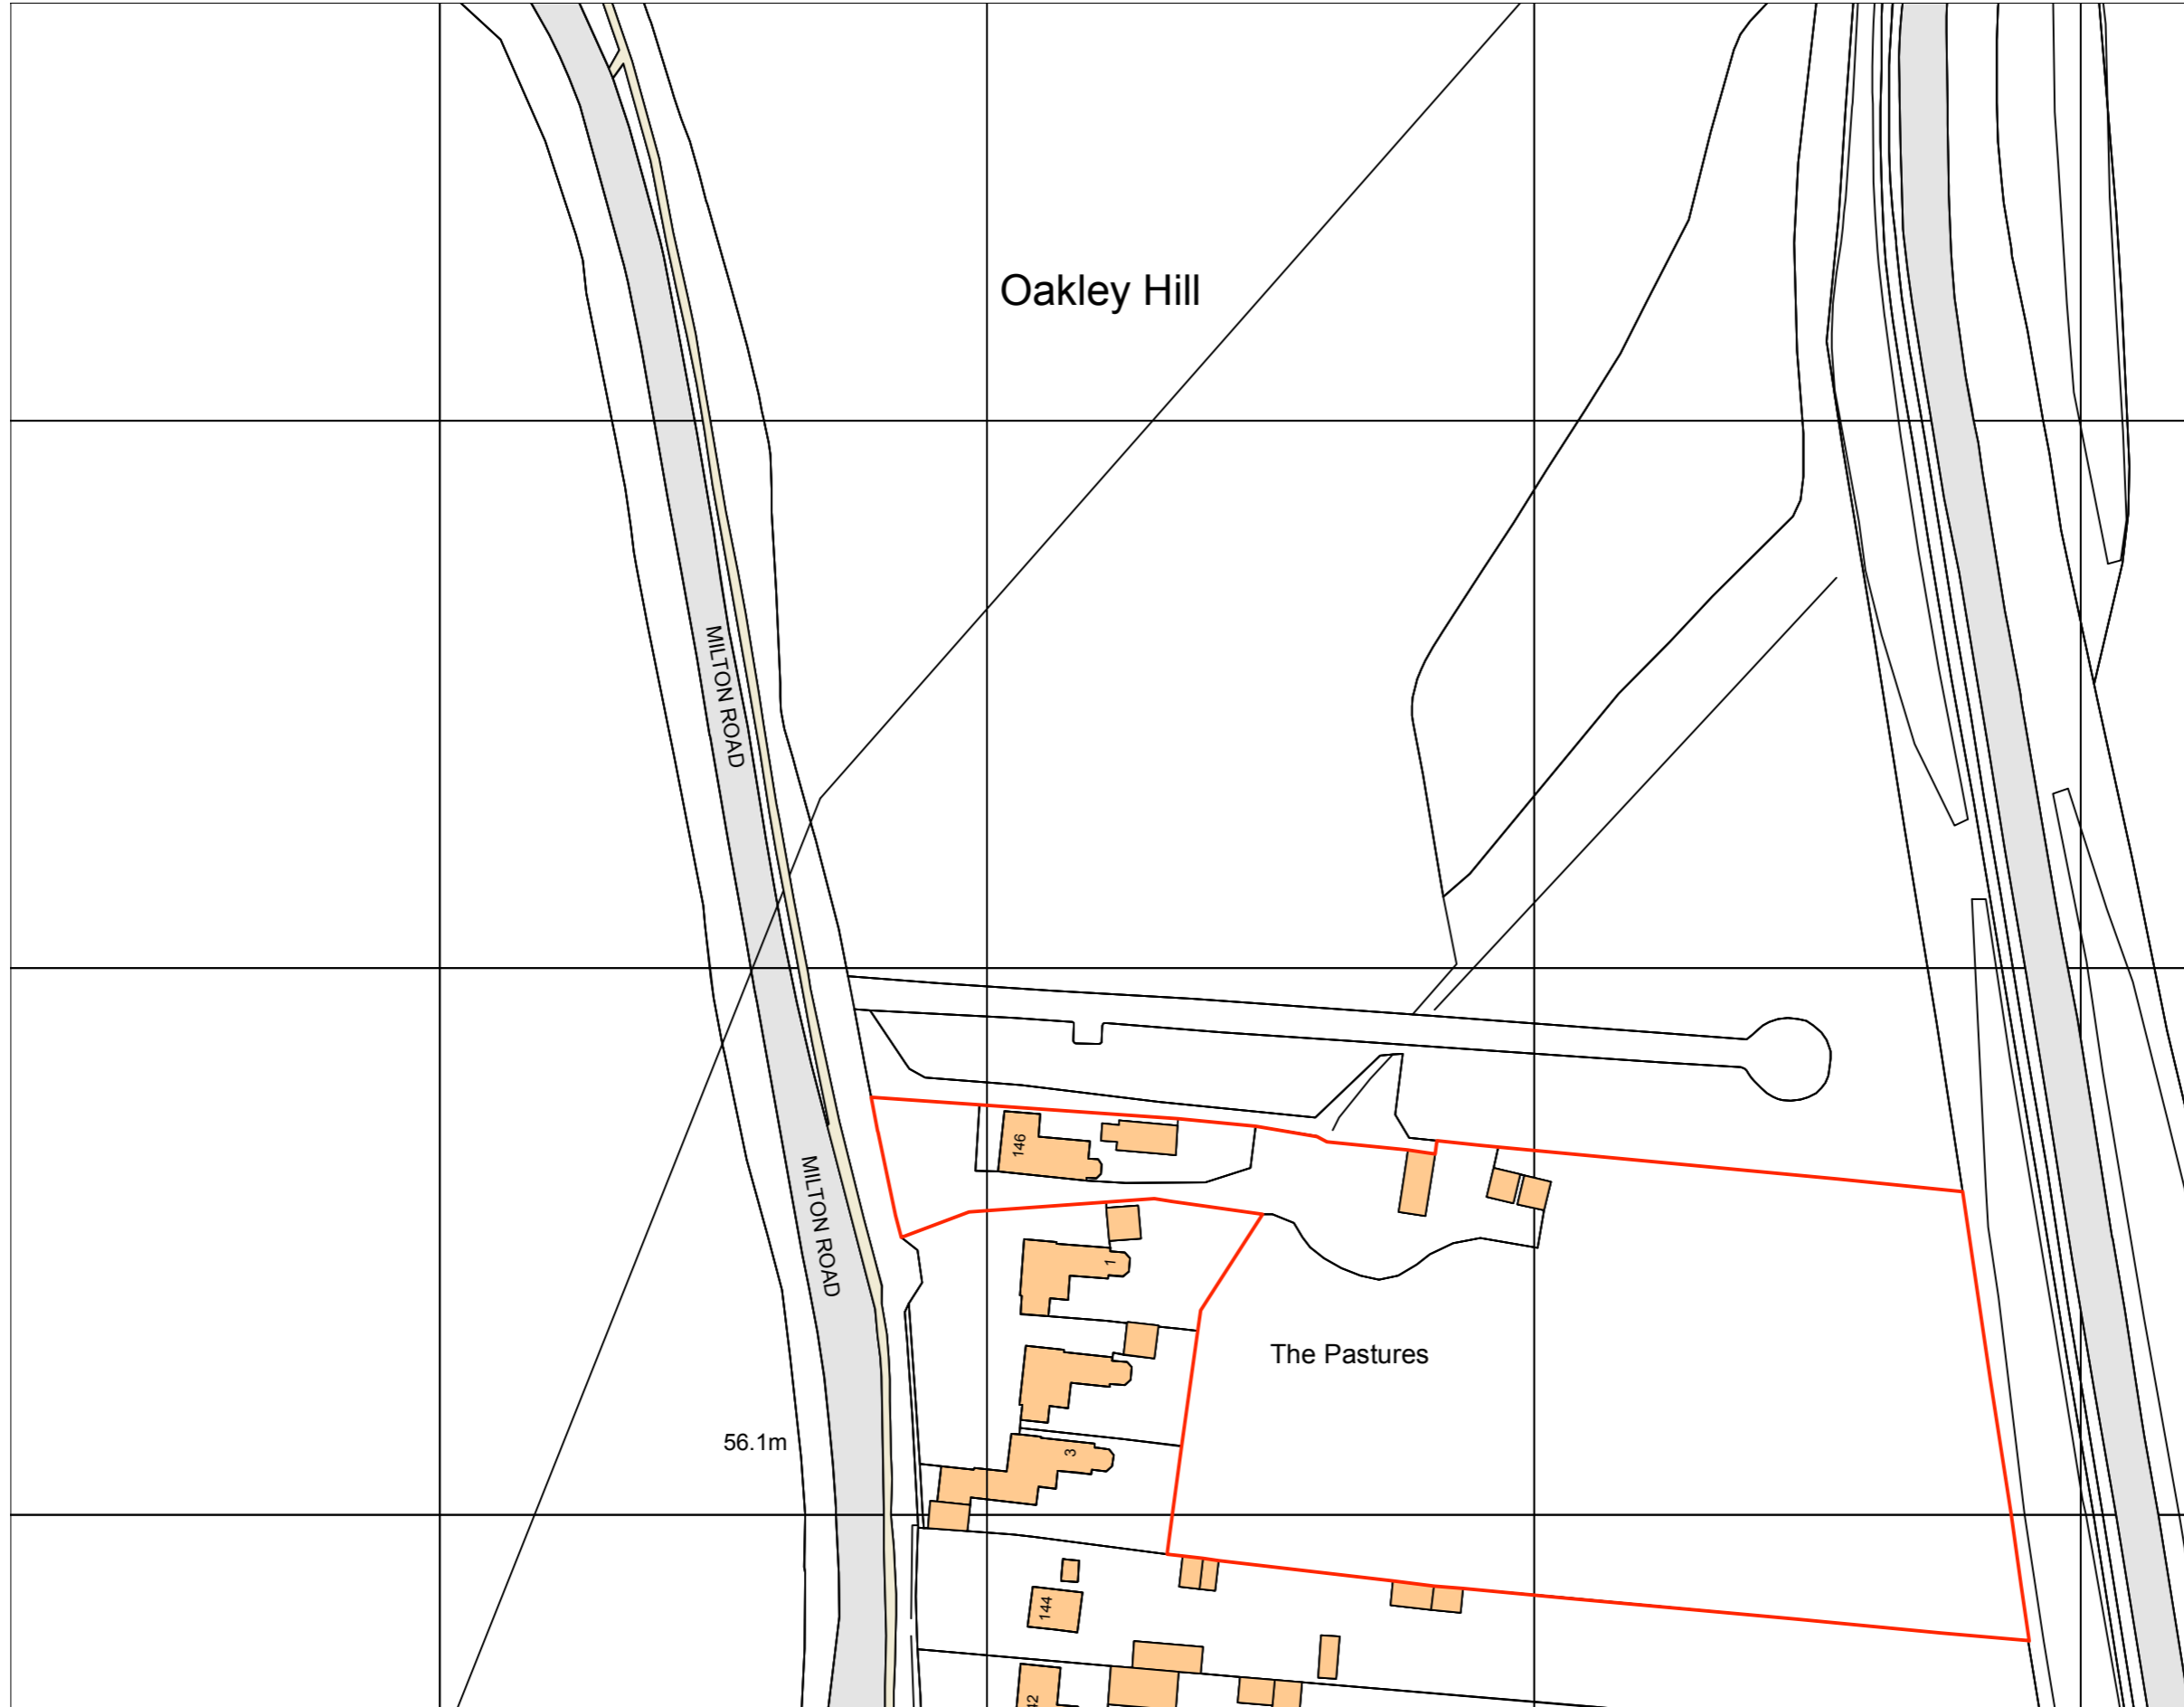 Oakley Hill
MILTON ROAD
146
MILTON ROAD
1
The Pastures
56.1m
3
144